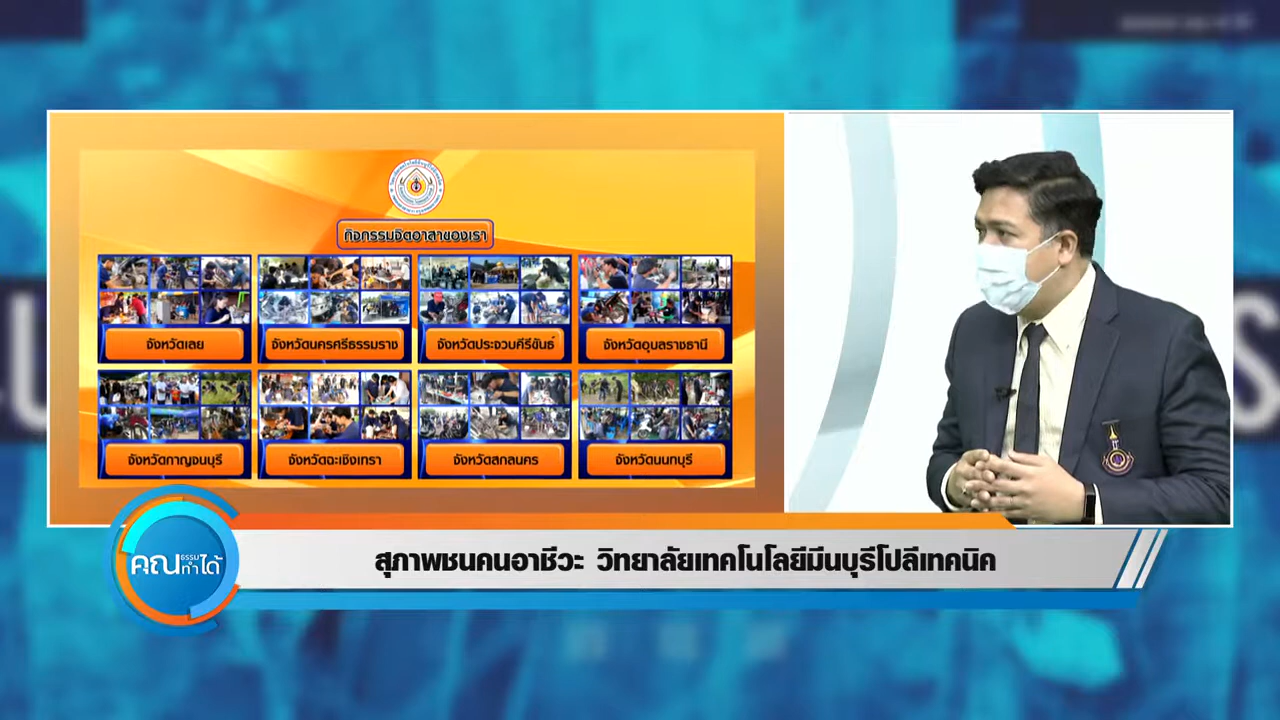 กิจกรรมจิตอาสาของเรา
จังหวัดเลย
จังหวัดนครศรีธรรมราช
จังหวัดประจวบคีรีขันธ์
จังหวัดอุบลราชธานี
จังหวัดกาญจนบุรี
จังหวัดฉะเชิงเทรา
จังหวัดสกลนคร
จังหวัดนนทบุรี
คุณธรรมทำได้
สุภาพชนคนอาชีวะ วิทยาลัยเทคโนโลยีมีนบุรีโปลีเทคนิค